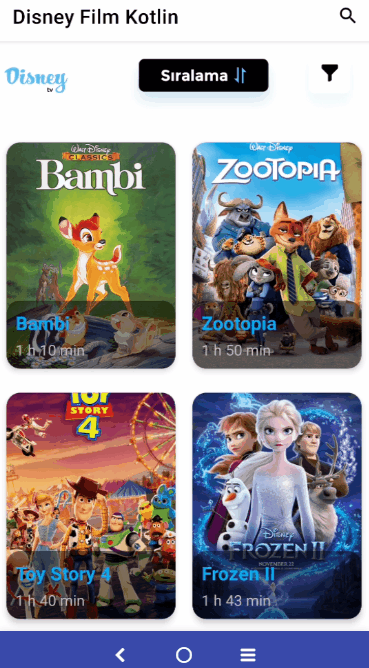 Disney Film Kotlin
Disney
tv
Sıralama
Walt Disney
CLASSICS
Bambi
Bambi
1 h 10 min
Walt Disney
ZOOTOPIA
Zootopia
1 h 50 min
TOY
STORY
4
Toy Story 4
1 h 40 min
Disney
FROZEN II
NOVEMBER 22
Frozen II
1 h 43 min